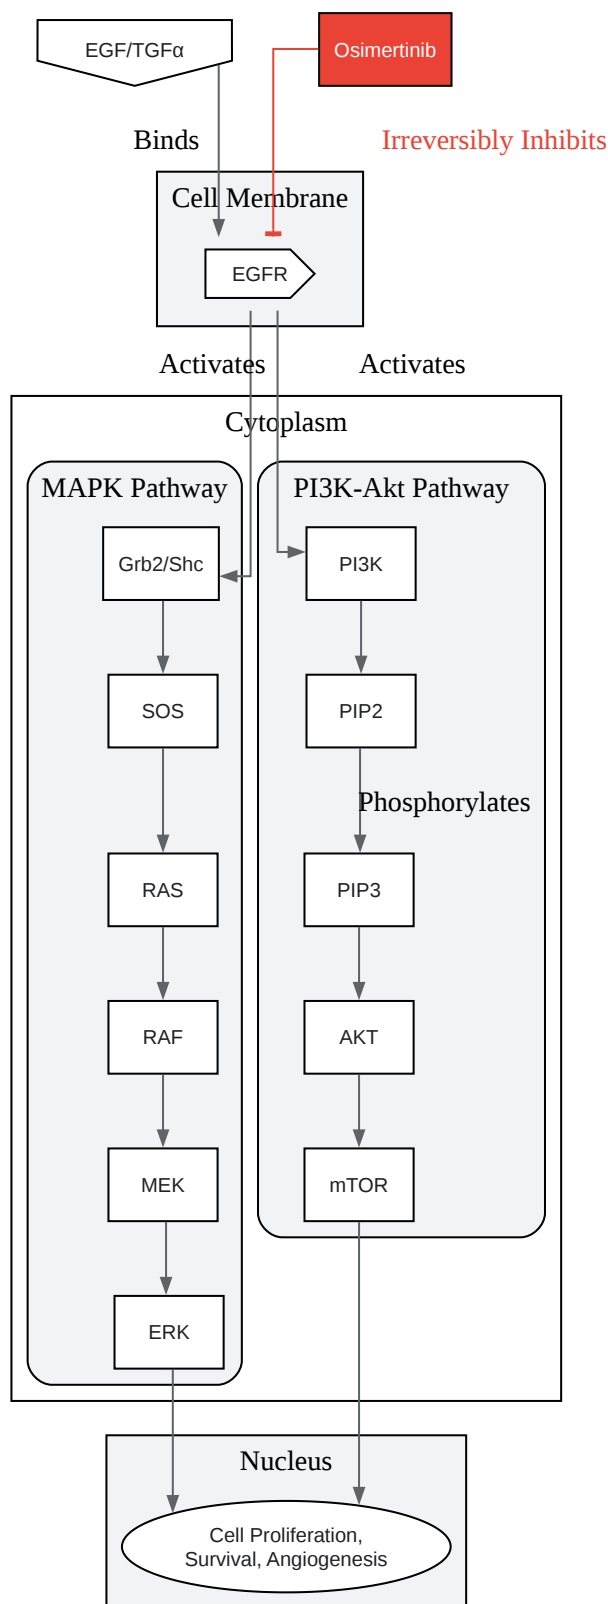 EGF/TGFα
Osimertinib
Binds
Irreversibly Inhibits
Cell Membrane
EGFR
Activates
Activates
Cytoplasm
MAPK Pathway
PI3K-Akt Pathway
Grb2/Shc
PI3K
SOS
PIP2
Phosphorylates
RAS
PIP3
RAF
AKT
MEK
mTOR
ERK
Nucleus
Cell Proliferation,
Survival, Angiogenesis